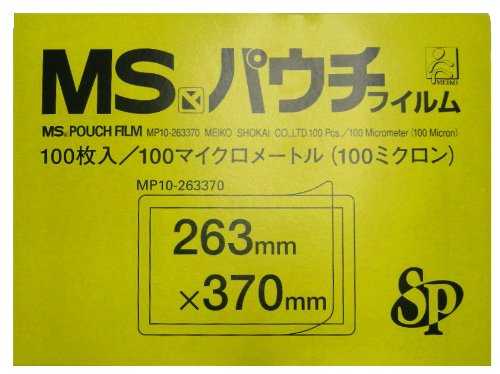 MS パウチフィルム
MEIKO
MS. POUCH FILM MP10-263370 MEIKO SHOKAI CO.,LTD.100 Pcs./100 Micrometer (100 Micron)
100枚入/100マイクロメートル(100ミクロン)
MP10-263370
263mm
×370mm
SP